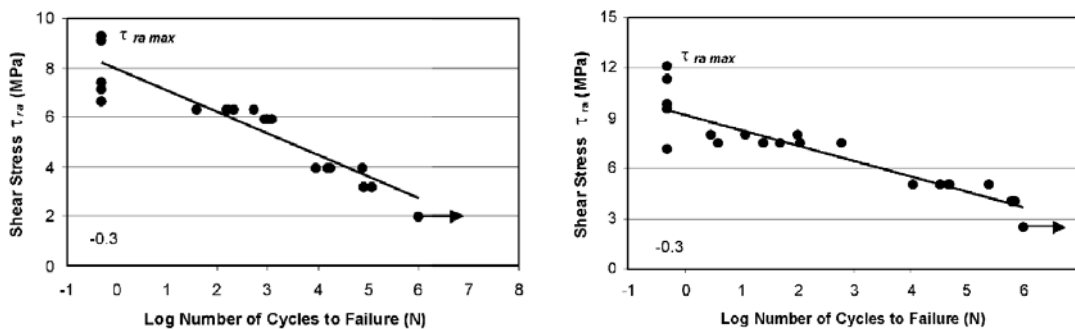 10
8
6
4
2
0
Shear Stress τ ra (MPa)
τ ra max
-0.3
-1 0 1 2 3 4 5 6 7 8
Log Number of Cycles to Failure (N)
15
12
9
6
3
0
Shear Stress τ ra (MPa)
τ ra max
-0.3
-1 0 1 2 3 4 5 6
Log Number of Cycles to Failure (N)